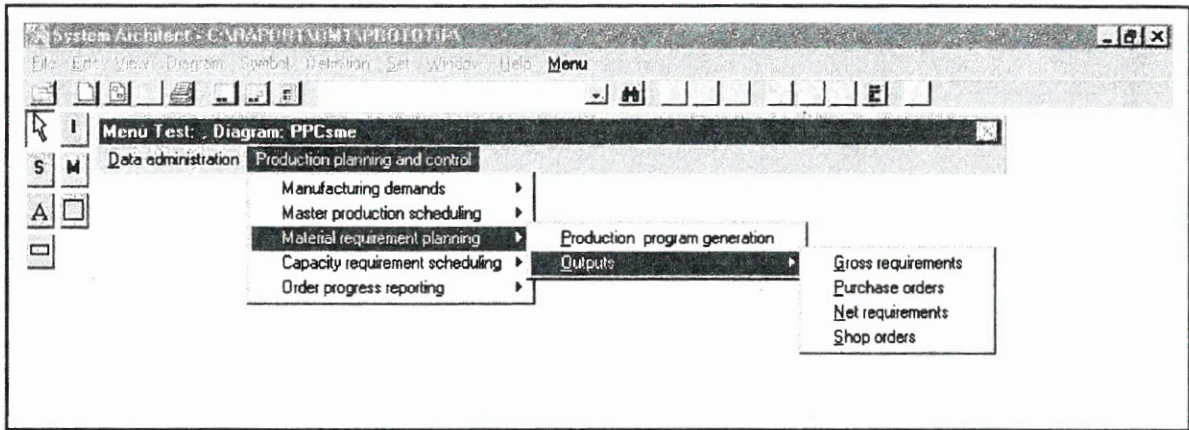 System Architect - C:\RAPORT\OMT\PROTOTIP\
File Edit View Diagram Symbol Definition Set Window Help Menu
I
Menu Test: , Diagram: PPCsme
S M
Data administration Production planning and control
Manufacturing demands
A
Master production scheduling
Material requirement planning
Production program generation
Capacity requirement scheduling
Outputs
Gross requirements
Order progress reporting
Purchase orders
Net requirements
Shop orders